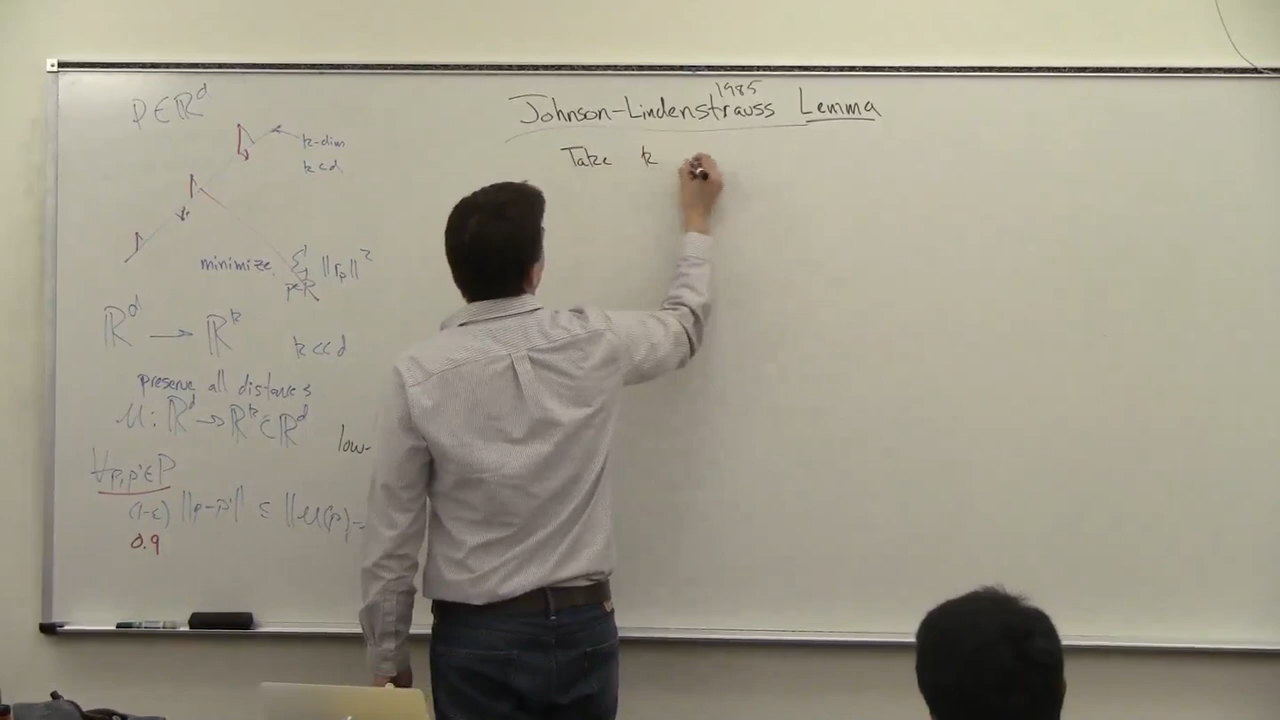 p∈ℝ^d
k-dim
k<d
minimize Σ ||r_p||²
p∈P
ℝ^d → ℝ^k
k<<d
preserve all distances
μ: ℝ^d → ℝ^k ⊂ ℝ^d
low-
∀p,p'∈P
(1-ε) ||p-p'|| ≤ ||μ(p)-
0.9
1985
Johnson-Lindenstrauss Lemma
Take k